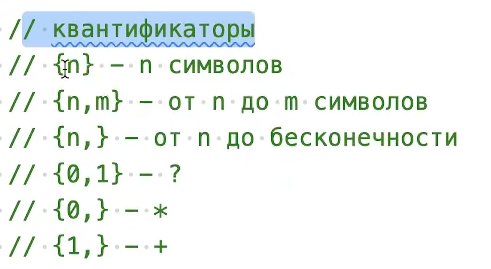 // квантификаторы
// {n} – n символов
// {n,m} – от n до m символов
// {n,} – от n до бесконечности
// {0,1} – ?
// {0,} – *
// {1,} – +